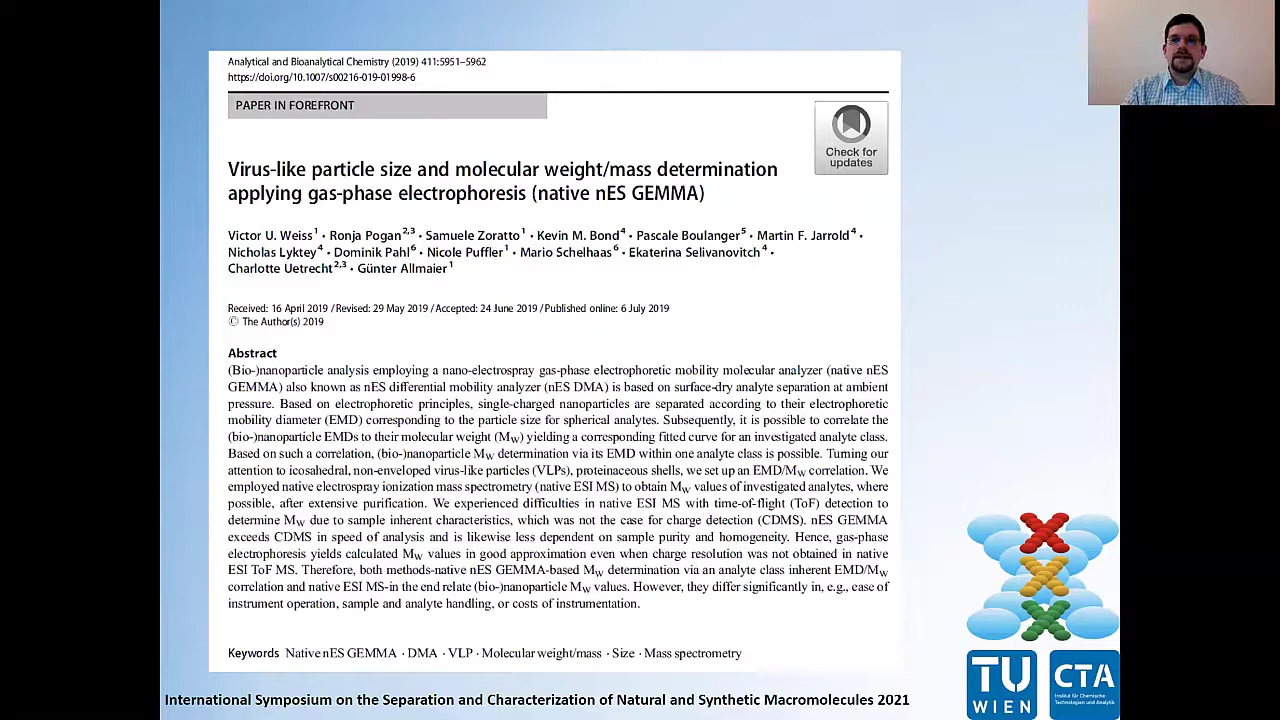 Analytical and Bioanalytical Chemistry (2019) 411:5951–5962
https://doi.org/10.1007/s00216-019-01998-6
PAPER IN FOREFRONT
Check for
updates
Virus-like particle size and molecular weight/mass determination
applying gas-phase electrophoresis (native nES GEMMA)
Victor U. Weiss1 • Ronja Pogan2,3 • Samuele Zoratto1 • Kevin M. Bond4 • Pascale Boulanger5 • Martin F. Jarrold4 •
Nicholas Lyktey4 • Dominik Pahl6 • Nicole Puffler1 • Mario Schelhaas6 • Ekaterina Selivanovitch4 •
Charlotte Uetrecht2,3 • Günter Allmaier1
Received: 16 April 2019 / Revised: 29 May 2019 / Accepted: 24 June 2019 / Published online: 6 July 2019
© The Author(s) 2019
Abstract
(Bio-)nanoparticle analysis employing a nano-electrospray gas-phase electrophoretic mobility molecular analyzer (native nES
GEMMA) also known as nES differential mobility analyzer (nES DMA) is based on surface-dry analyte separation at ambient
pressure. Based on electrophoretic principles, single-charged nanoparticles are separated according to their electrophoretic
mobility diameter (EMD) corresponding to the particle size for spherical analytes. Subsequently, it is possible to correlate the
(bio-)nanoparticle EMDs to their molecular weight (MW) yielding a corresponding fitted curve for an investigated analyte class.
Based on such a correlation, (bio-)nanoparticle MW determination via its EMD within one analyte class is possible. Turning our
attention to icosahedral, non-enveloped virus-like particles (VLPs), proteinaceous shells, we set up an EMD/MW correlation. We
employed native electrospray ionization mass spectrometry (native ESI MS) to obtain MW values of investigated analytes, where
possible, after extensive purification. We experienced difficulties in native ESI MS with time-of-flight (ToF) detection to
determine MW due to sample inherent characteristics, which was not the case for charge detection (CDMS). nES GEMMA
exceeds CDMS in speed of analysis and is likewise less dependent on sample purity and homogeneity. Hence, gas-phase
electrophoresis yields calculated MW values in good approximation even when charge resolution was not obtained in native
ESI ToF MS. Therefore, both methods-native nES GEMMA-based MW determination via an analyte class inherent EMD/MW
correlation and native ESI MS-in the end relate (bio-)nanoparticle MW values. However, they differ significantly in, e.g., ease of
instrument operation, sample and analyte handling, or costs of instrumentation.
Keywords Native nES GEMMA • DMA • VLP • Molecular weight/mass • Size • Mass spectrometry
TU
WIEN
CTA
Institut für Chemische
Technologien und Analytik
International Symposium on the Separation and Characterization of Natural and Synthetic Macromolecules 2021